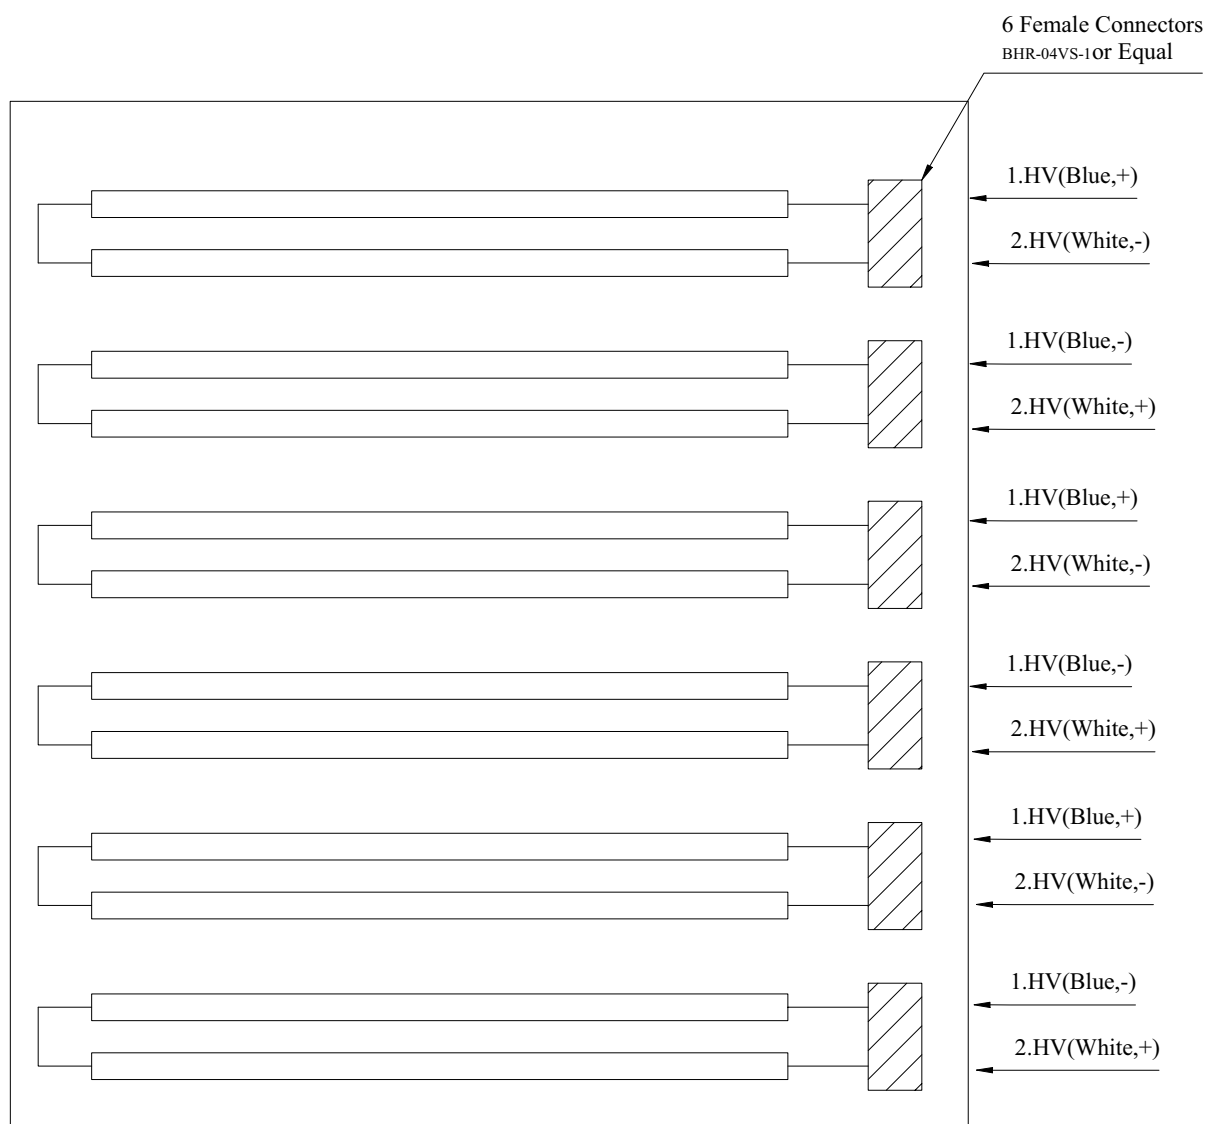 6 Female Connectors
BHR-04VS-1or Equal
1.HV(Blue,+)
2.HV(White,-)
1.HV(Blue,-)
2.HV(White,+)
1.HV(Blue,+)
2.HV(White,-)
1.HV(Blue,-)
2.HV(White,+)
1.HV(Blue,+)
2.HV(White,-)
1.HV(Blue,-)
2.HV(White,+)